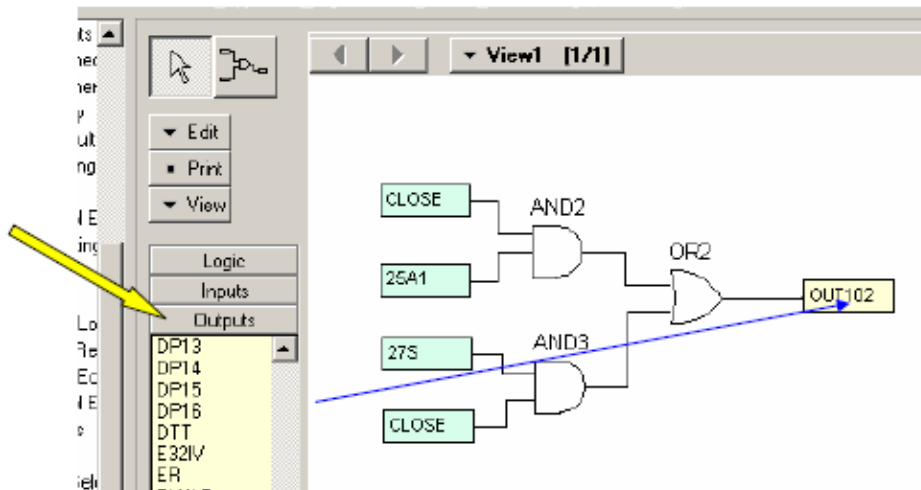 View1 [1/1]
Edit
Print
View
Logic
Inputs
Outputs
DP13
DP14
DP15
DP16
DTT
E32IV
ER
CLOSE
AND2
25A1
OR2
OUT102
27S
AND3
CLOSE